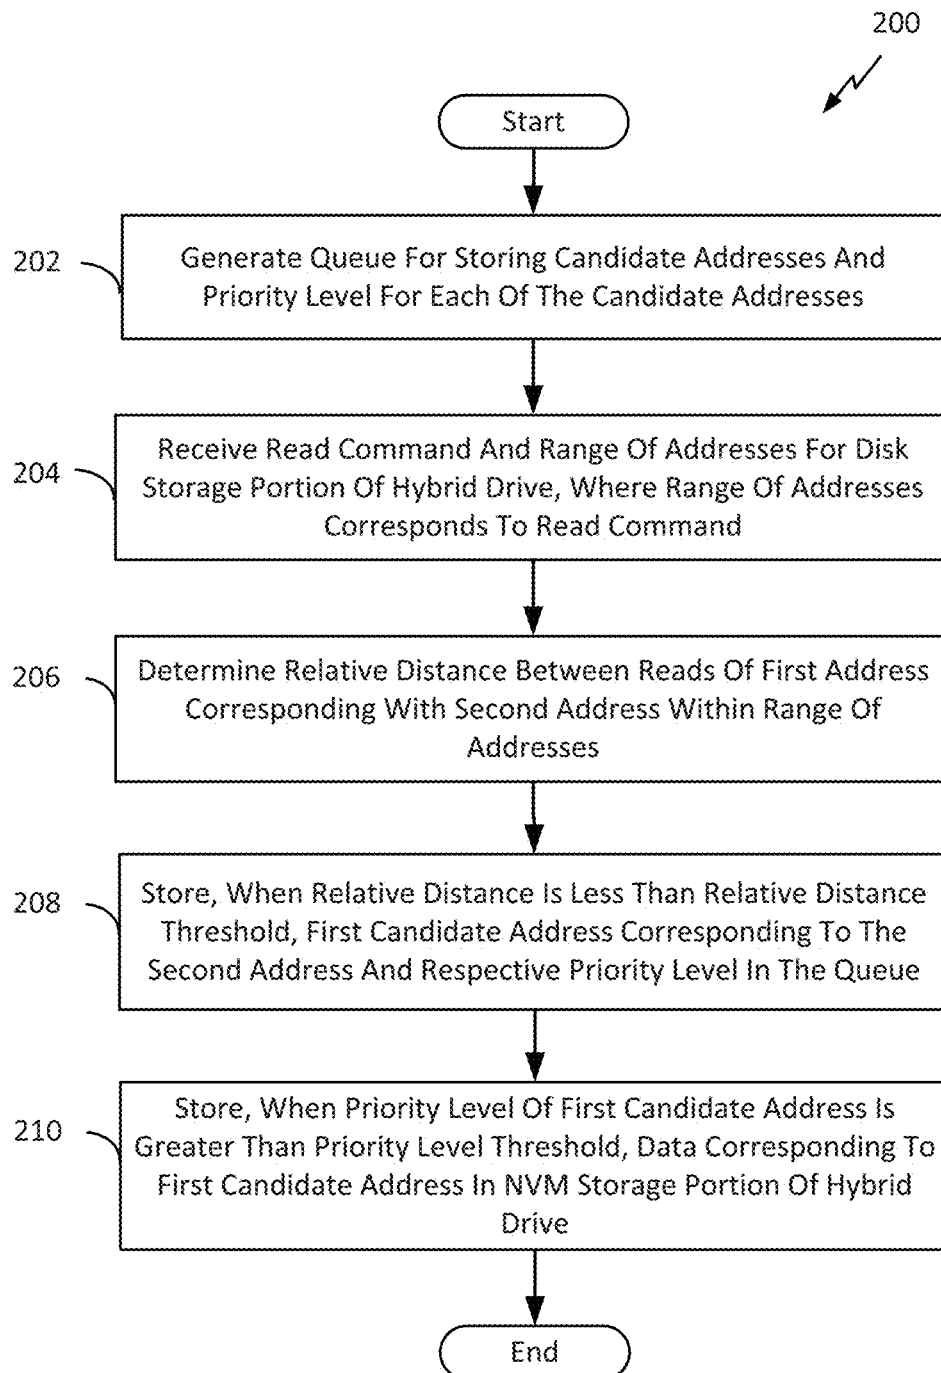 200
Start
202
Generate Queue For Storing Candidate Addresses And
Priority Level For Each Of The Candidate Addresses
204
Receive Read Command And Range Of Addresses For Disk
Storage Portion Of Hybrid Drive, Where Range Of Addresses
Corresponds To Read Command
206
Determine Relative Distance Between Reads Of First Address
Corresponding With Second Address Within Range Of
Addresses
208
Store, When Relative Distance Is Less Than Relative Distance
Threshold, First Candidate Address Corresponding To The
Second Address And Respective Priority Level In The Queue
210
Store, When Priority Level Of First Candidate Address Is
Greater Than Priority Level Threshold, Data Corresponding To
First Candidate Address In NVM Storage Portion Of Hybrid
Drive
End